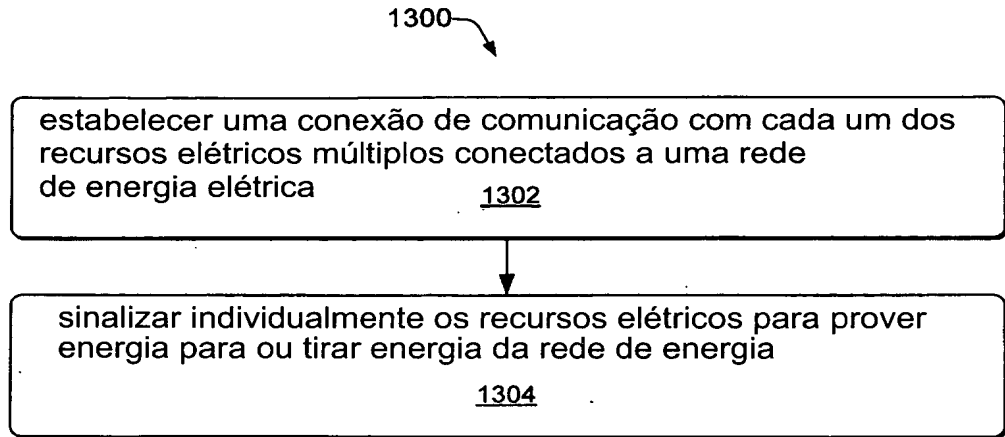 1300
estabelecer uma conexão de comunicação com cada um dos
recursos elétricos múltiplos conectados a uma rede
de energia elétrica
1302
sinalizar individualmente os recursos elétricos para prover
energia para ou tirar energia da rede de energia
1304